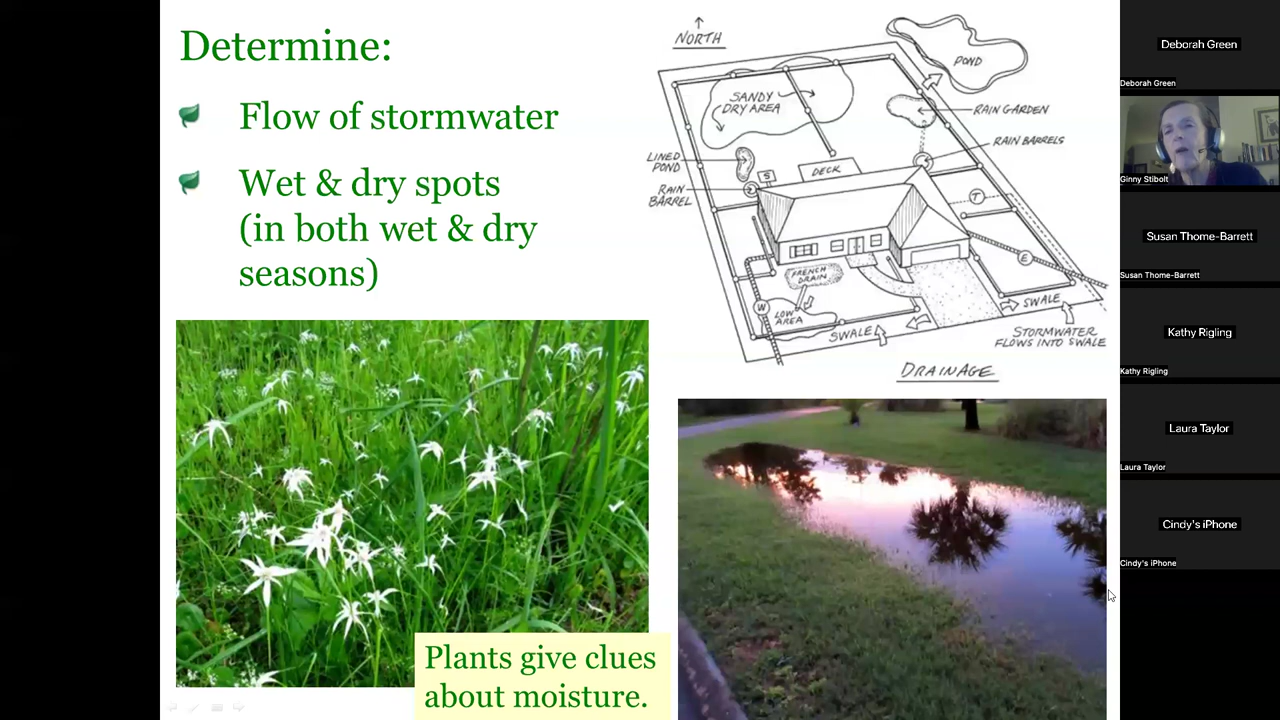 Determine:
Flow of stormwater
Wet & dry spots
(in both wet & dry
seasons)
NORTH
POND
SANDY
DRY AREA
RAIN GARDEN
RAIN BARRELS
LINED
POND
DECK
S
RAIN
BARREL
T
FRENCH
DRAIN
E
W
LOW
AREA
SWALE
SWALE
STORMWATER
FLOWS INTO SWALE
DRAINAGE
Plants give clues
about moisture.
Deborah Green
Deborah Green
Ginny Stibolt
Susan Thome-Barrett
Susan Thome-Barrett
Kathy Rigling
Kathy Rigling
Laura Taylor
Laura Taylor
Cindy's iPhone
Cindy's iPhone